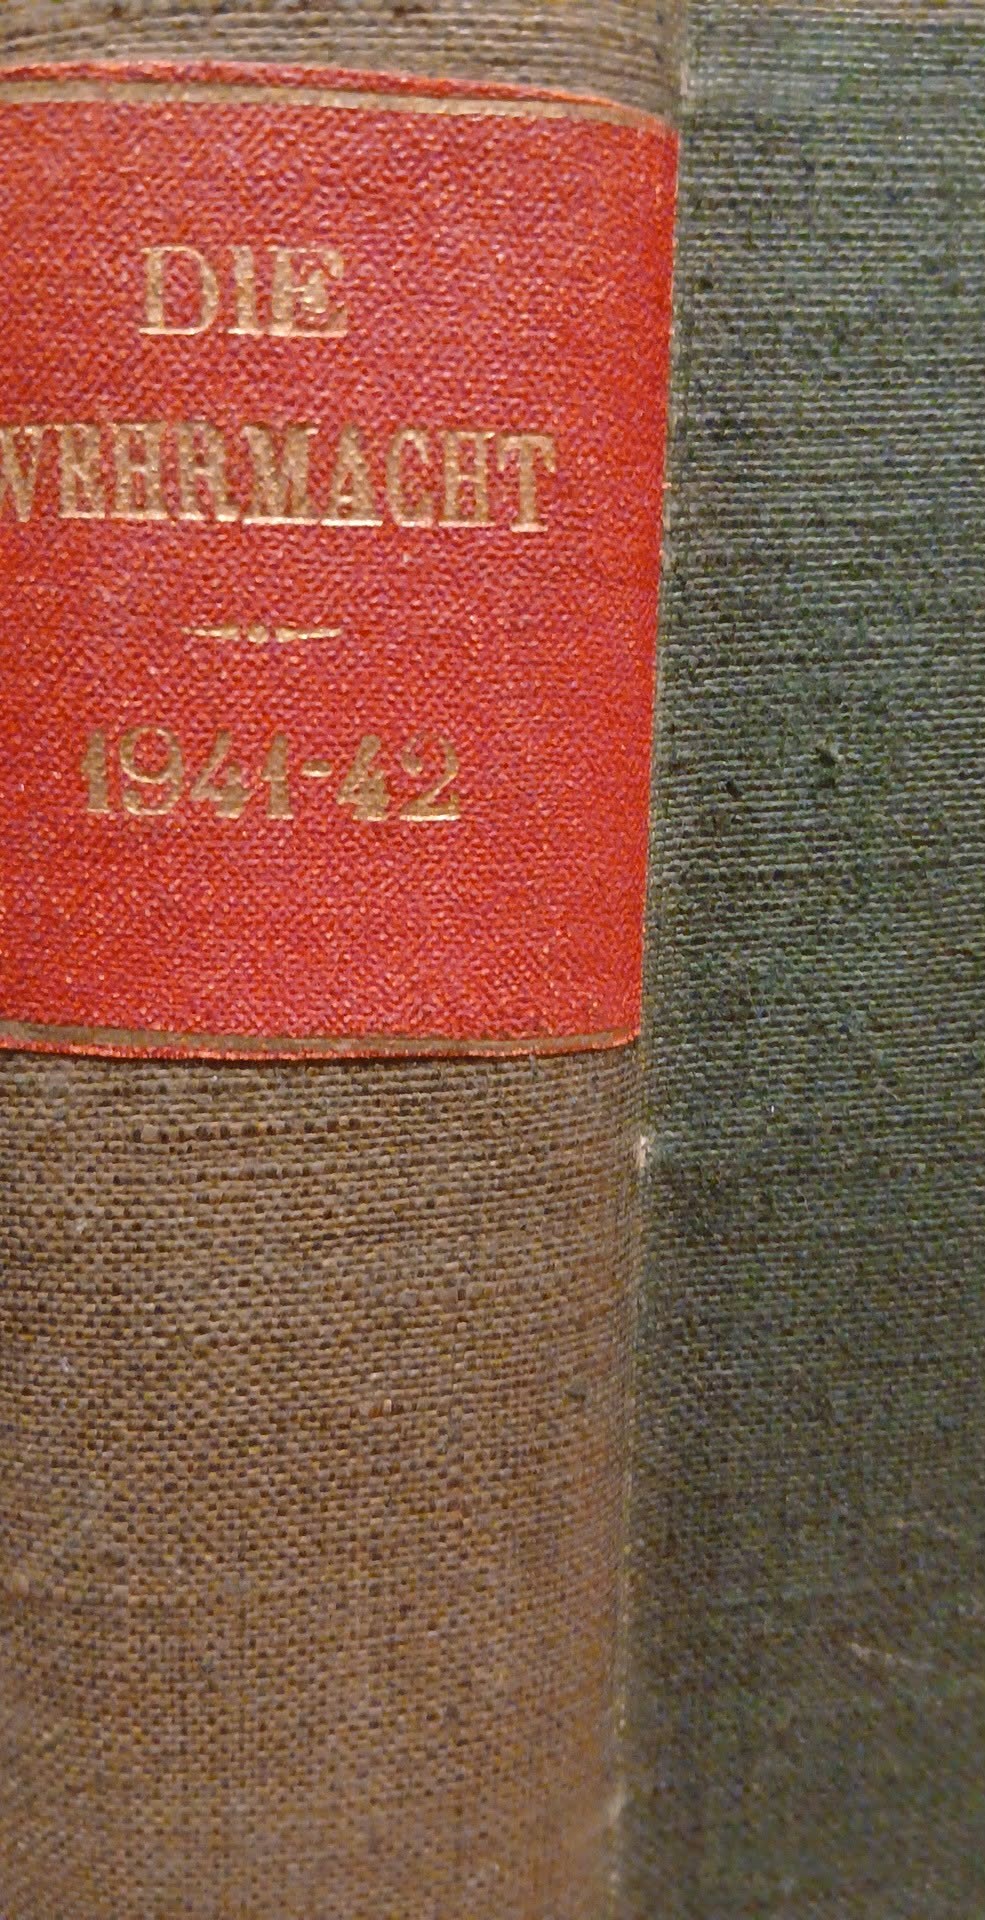 DIE
WEHRMACHT
1941-42